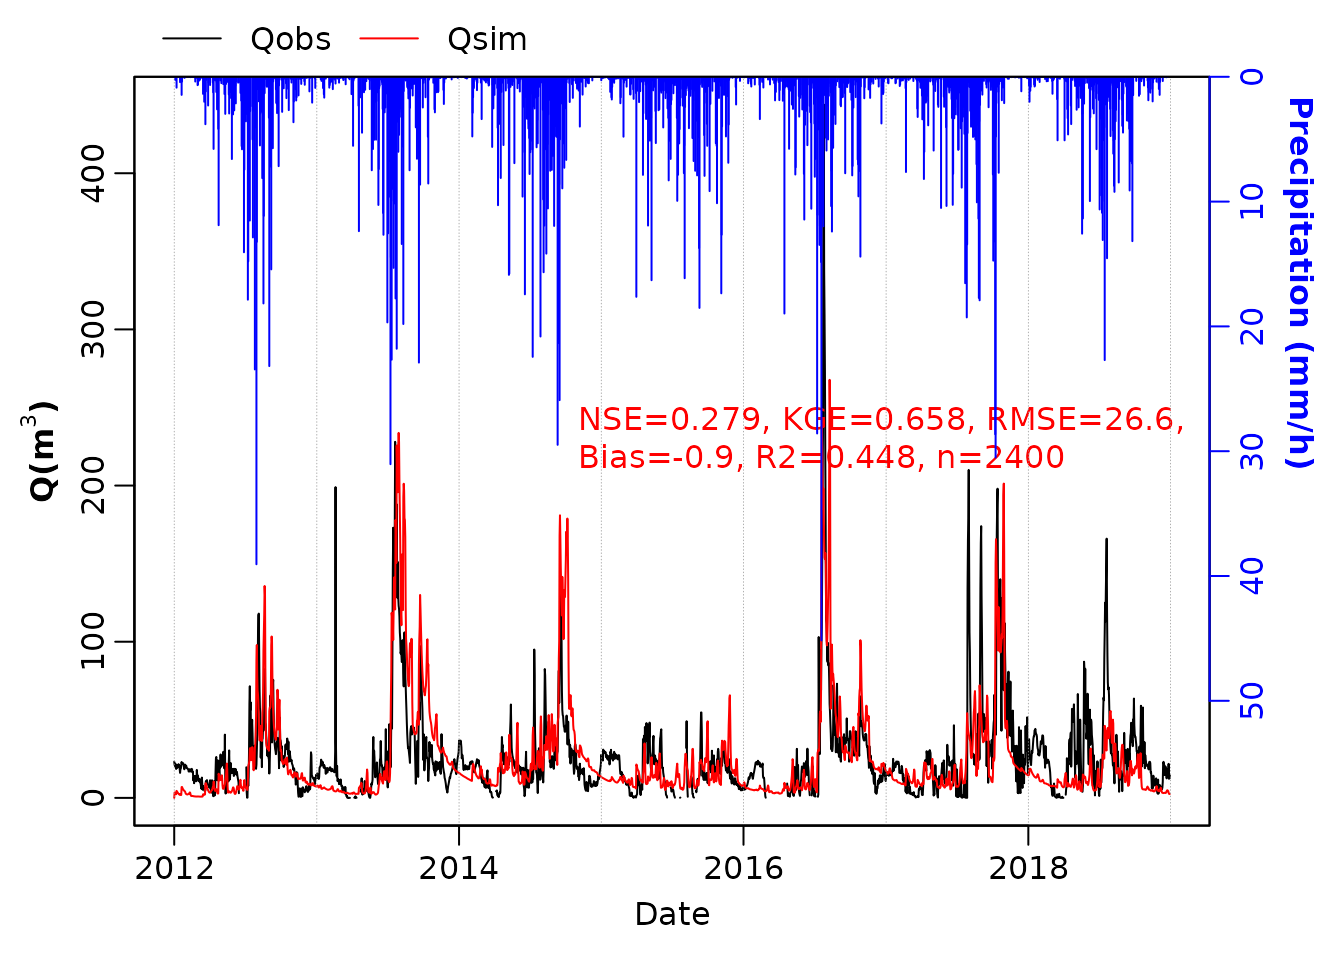 Qobs Qsim
0
10
20
30
40
50
Precipitation (mm/h)
400
300
200
100
0
Q(m3)
NSE=0.279, KGE=0.658, RMSE=26.6,
Bias=-0.9, R2=0.448, n=2400
2012 2014 2016 2018
Date